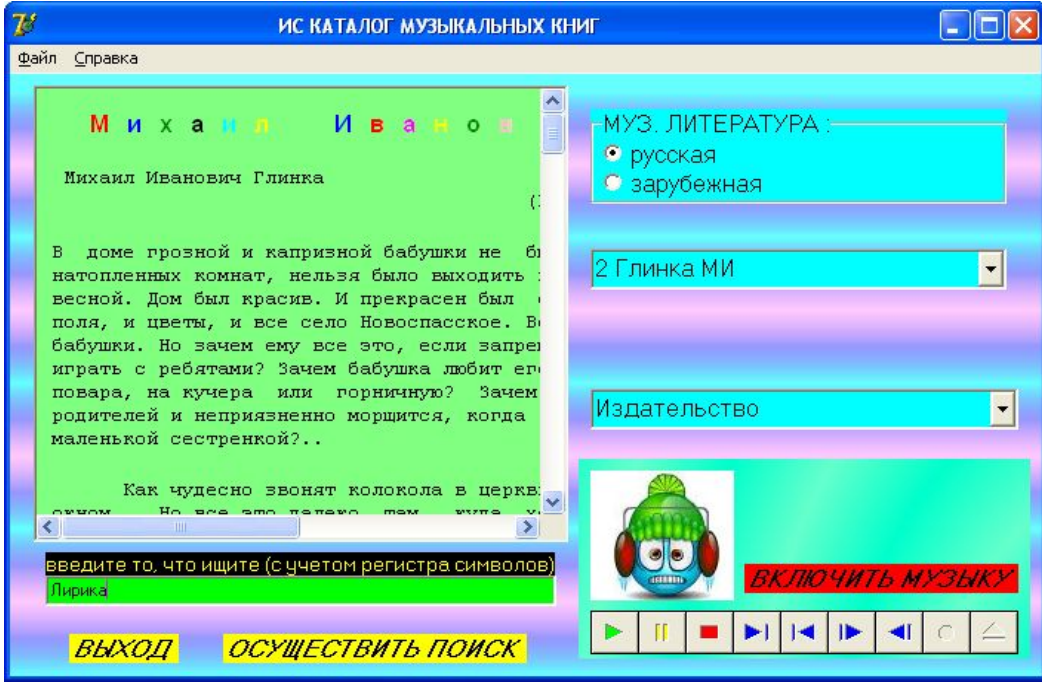 ИС КАТАЛОГ МУЗЫКАЛЬНЫХ КНИГ
Файл Справка
Михаил Иванов
Михаил Иванович Глинка
В доме грозной и капризной бабушки не
натопленных комнат, нельзя было выходить
весной. Дом был красив. И прекрасен был
поля, и цветы, и все село Новоспасское.
бабушки. Но зачем ему все это, если
играть с ребятами? Зачем бабушка любит
повара, на кучера или горничную? Зачем
родителей и неприязненно морщится, когда
маленькой сестренкой?..
Как чудесно звонят колокола в
введите то, что ищите (с учетом регистра символов)
Лирика
ВЫХОД ОСУЩЕСТВИТЬ ПОИСК
МУЗ. ЛИТЕРАТУРА :
русская
зарубежная
2 Глинка МИ
Издательство
ВКЛЮЧИТЬ МУЗЫКУ